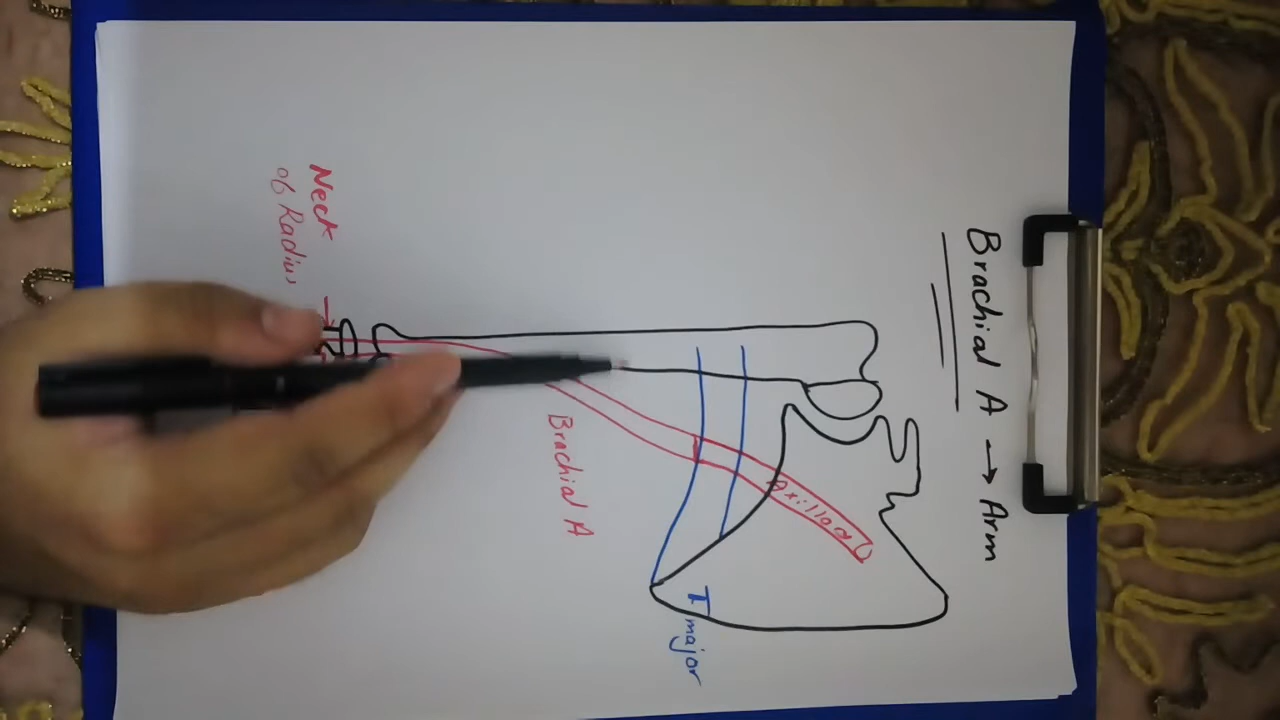 Brachial A → Arm
Axillary
T major
Brachial A
Neck
of Radius